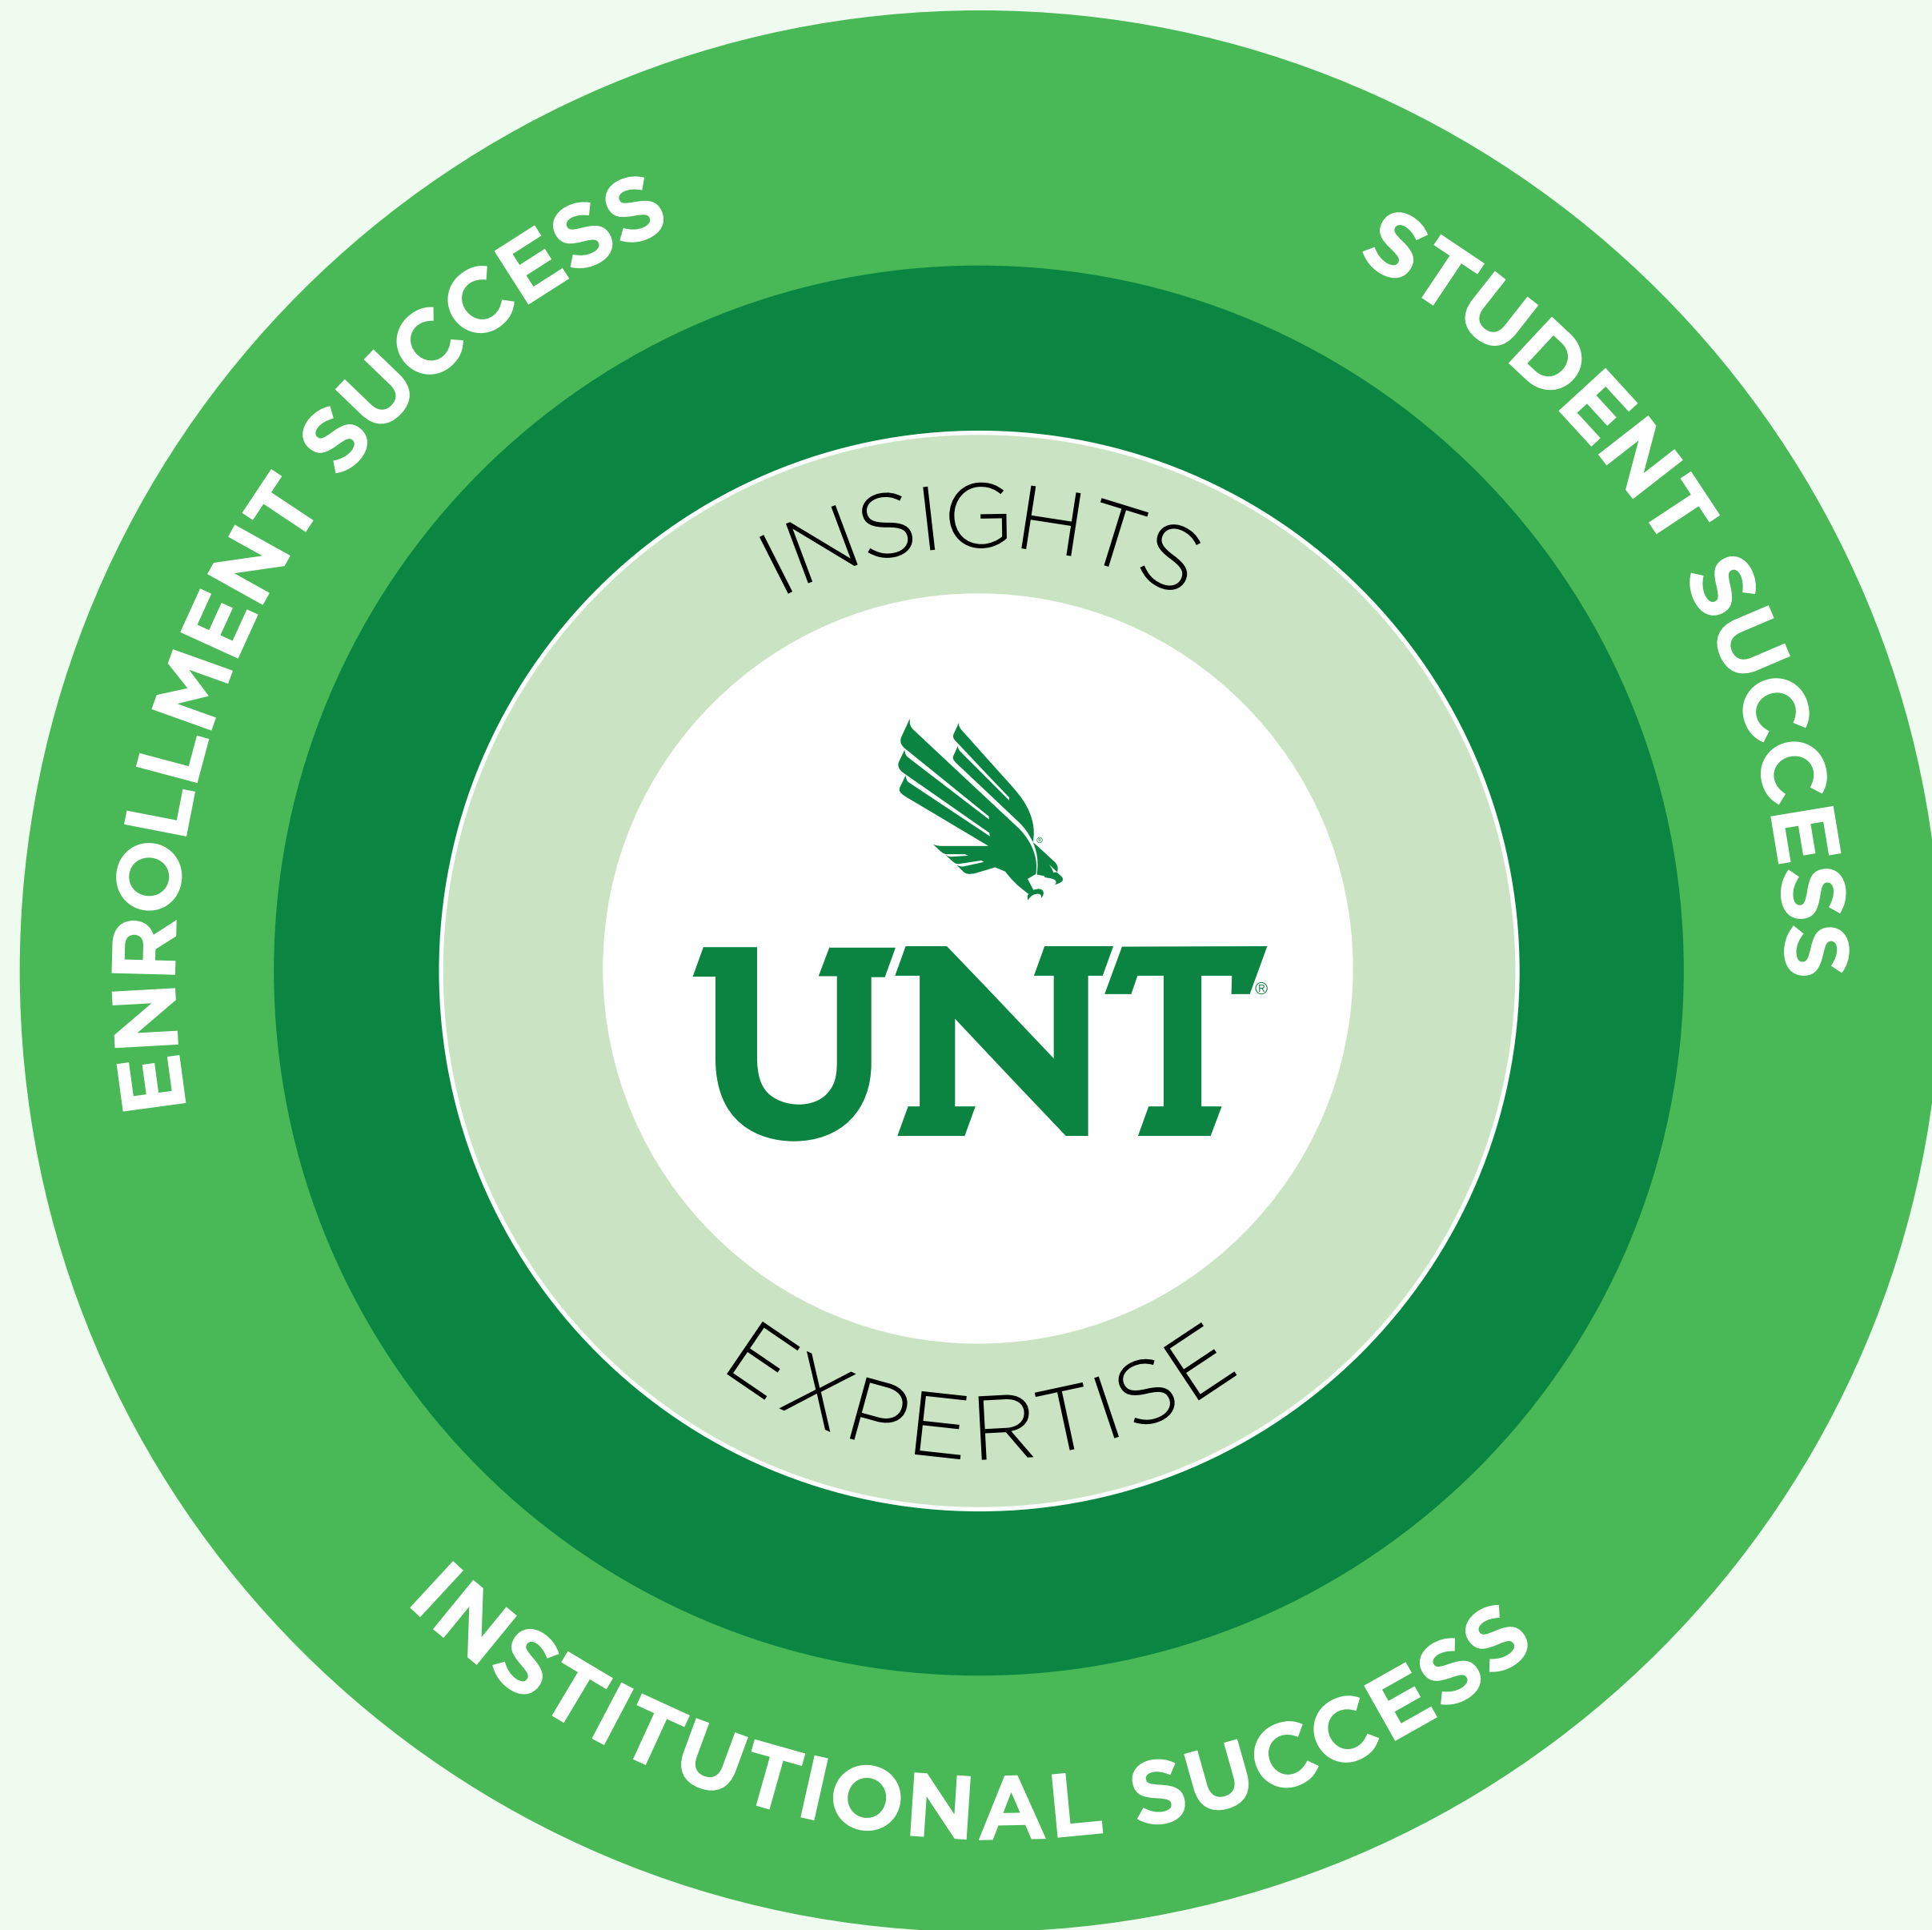 ENROLLMENT SUCCESS
STUDENT SUCCESS
INSIGHTS
®
UNT®
EXPERTISE
INSTITUTIONAL SUCCESS